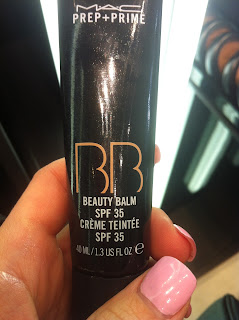 MAC
PREP+PRIME
BB
BEAUTY BALM
SPF 35
CRÈME TEINTÉE
SPF 35
40 ML / 1.3 US FL OZ ℮